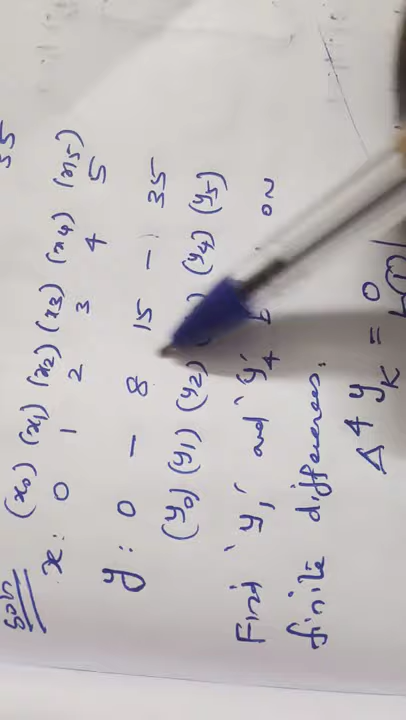 35
Soln
(x0) (x1) (x2) (x3) (x4) (x5)
x : 0 1 2 3 4 5
y : 0 — 8 15 — 35
(y0) (y1) (y2) (y4) (y5)
Find 'y1' and 'y4' on
finite differences.
Δ⁴ yK = 0